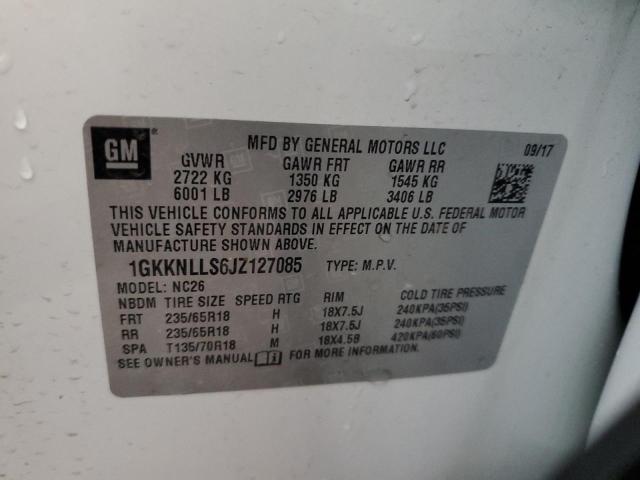 GM
MFD BY GENERAL MOTORS LLC 09/17
GVWR GAWR FRT GAWR RR
2722 KG 1350 KG 1545 KG
6001 LB 2976 LB 3406 LB
THIS VEHICLE CONFORMS TO ALL APPLICABLE U.S. FEDERAL MOTOR
VEHICLE SAFETY STANDARDS IN EFFECT ON THE DATE OF
MANUFACTURE SHOWN ABOVE.
1GKKNLLS6JZ127085 TYPE: M.P.V.
MODEL: NC26
NBDM TIRE SIZE SPEED RTG RIM COLD TIRE PRESSURE
FRT 235/65R18 H 18X7.5J 240KPA(35PSI)
RR 235/65R18 H 18X7.5J 240KPA(35PSI)
SPA T135/70R18 M 18X4.5B 420KPA(60PSI)
SEE OWNER'S MANUAL